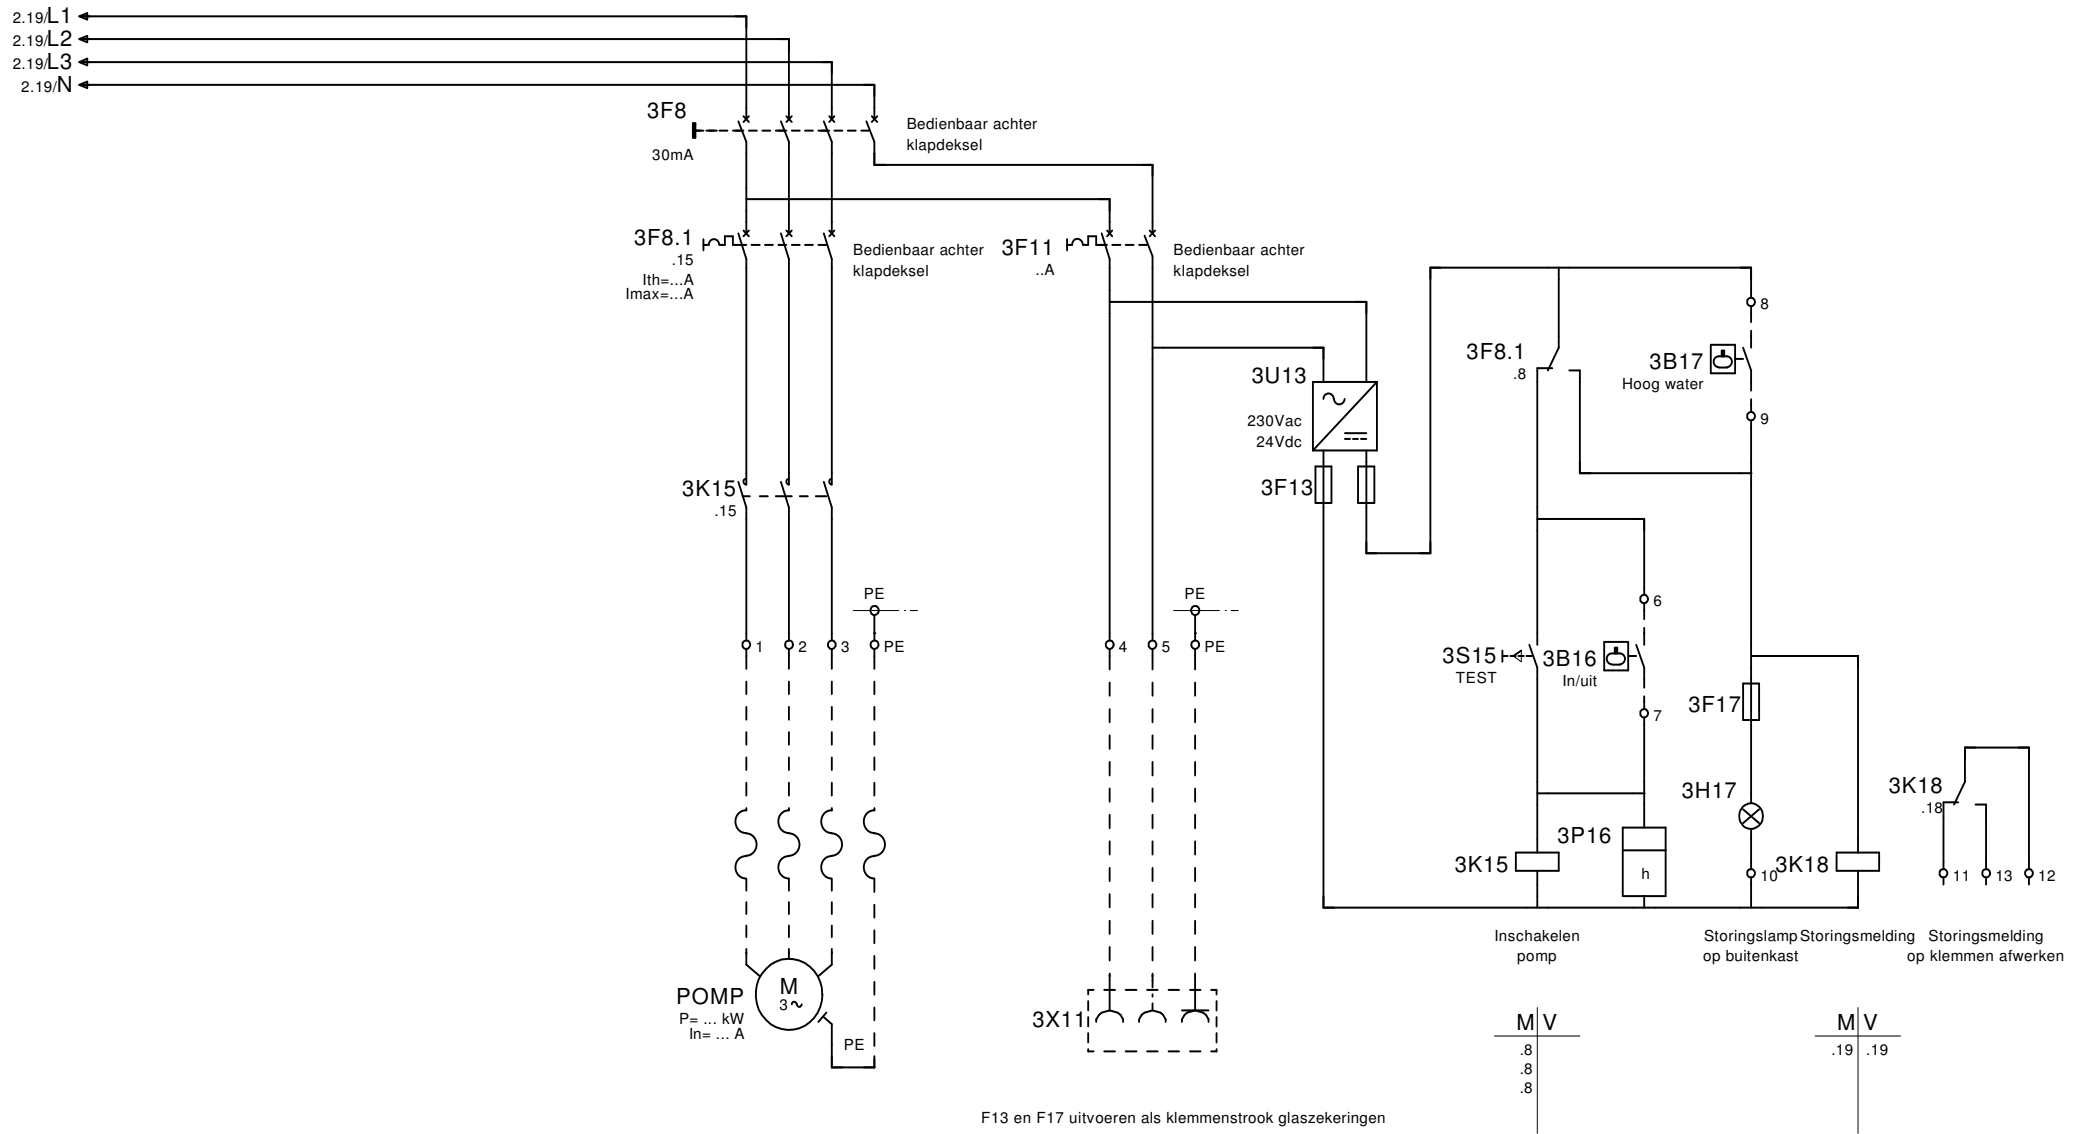 2.19/L1
2.19/L2
2.19/L3
2.19/N
3F8
30mA
Bedienbaar achter
klapdeksel
3F8.1
.15
Ith=...A
Imax=...A
Bedienbaar achter
klapdeksel
3F11
..A
Bedienbaar achter
klapdeksel
3U13
230Vac
24Vdc
3F13
3F8.1
.8
3B17
Hoog water
8
9
3K15
.15
PE
1
2
3
PE
PE
4
5
PE
3S15
TEST
3B16
In/uit
6
7
3F17
3H17
10
3K15
3P16
h
3K18
3K18
.18
11
13
12
POMP
P= ... kW
In= ... A
M
3~
PE
3X11
Inschakelen
pomp
Storingslamp
op buitenkast
Storingsmelding
Storingsmelding
op klemmen afwerken
M V
.8
.8
.8
M V
.19 .19
F13 en F17 uitvoeren als klemmenstrook glaszekeringen